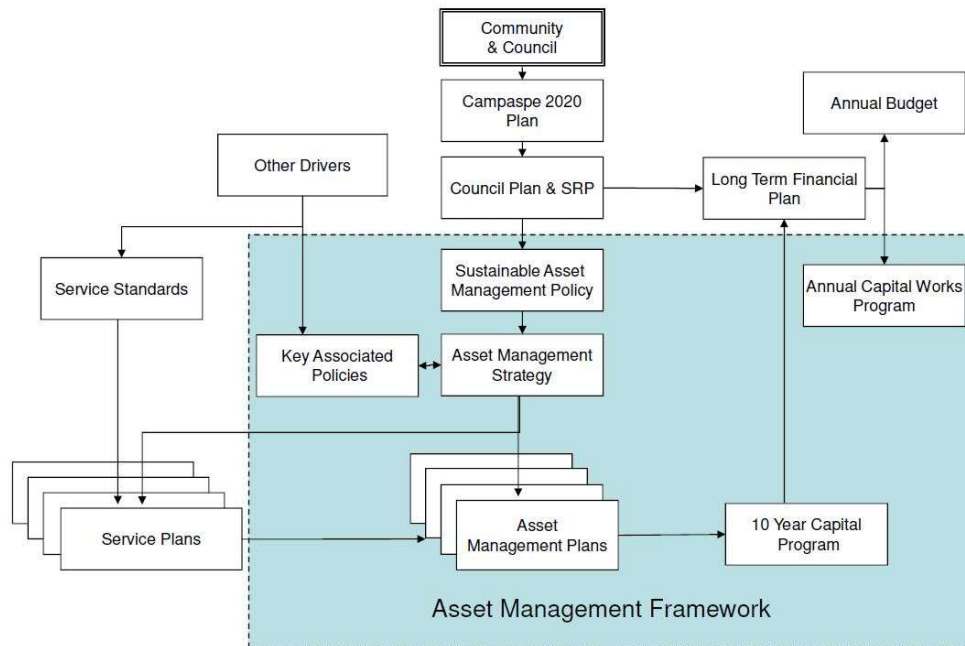 Community
& Council
Campaspe 2020
Plan
Annual Budget
Other Drivers
Council Plan & SRP
Long Term Financial
Plan
Service Standards
Sustainable Asset
Management Policy
Annual Capital Works
Program
Key Associated
Policies
Asset Management
Strategy
Service Plans
Asset
Management Plans
10 Year Capital
Program
Asset Management Framework